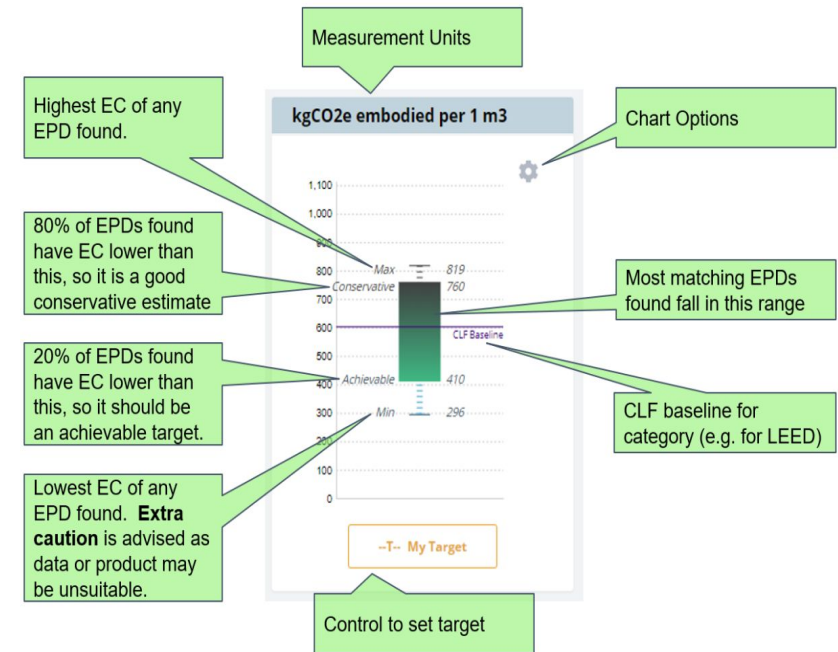 Measurement Units
Highest EC of any
EPD found.
80% of EPDs found
have EC lower than
this, so it is a good
conservative estimate
20% of EPDs found
have EC lower than
this, so it should be
an achievable target.
Lowest EC of any
EPD found. Extra
caution is advised as
data or product may
be unsuitable.
kgCO2e embodied per 1 m3
1,100
1,000
900
800
Max 819
Conservative 760
700
600
CLF Baseline
500
Achievable 410
400
300
Min 296
200
100
0
--T-- My Target
Chart Options
Most matching EPDs
found fall in this range
CLF baseline for
category (e.g. for LEED)
Control to set target